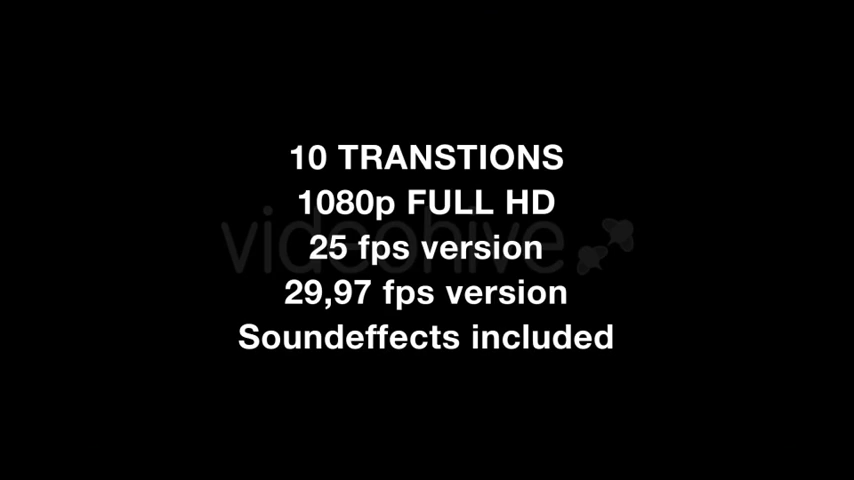 10 TRANSTIONS
1080p FULL HD
videohive
25 fps version
29,97 fps version
Soundeffects included